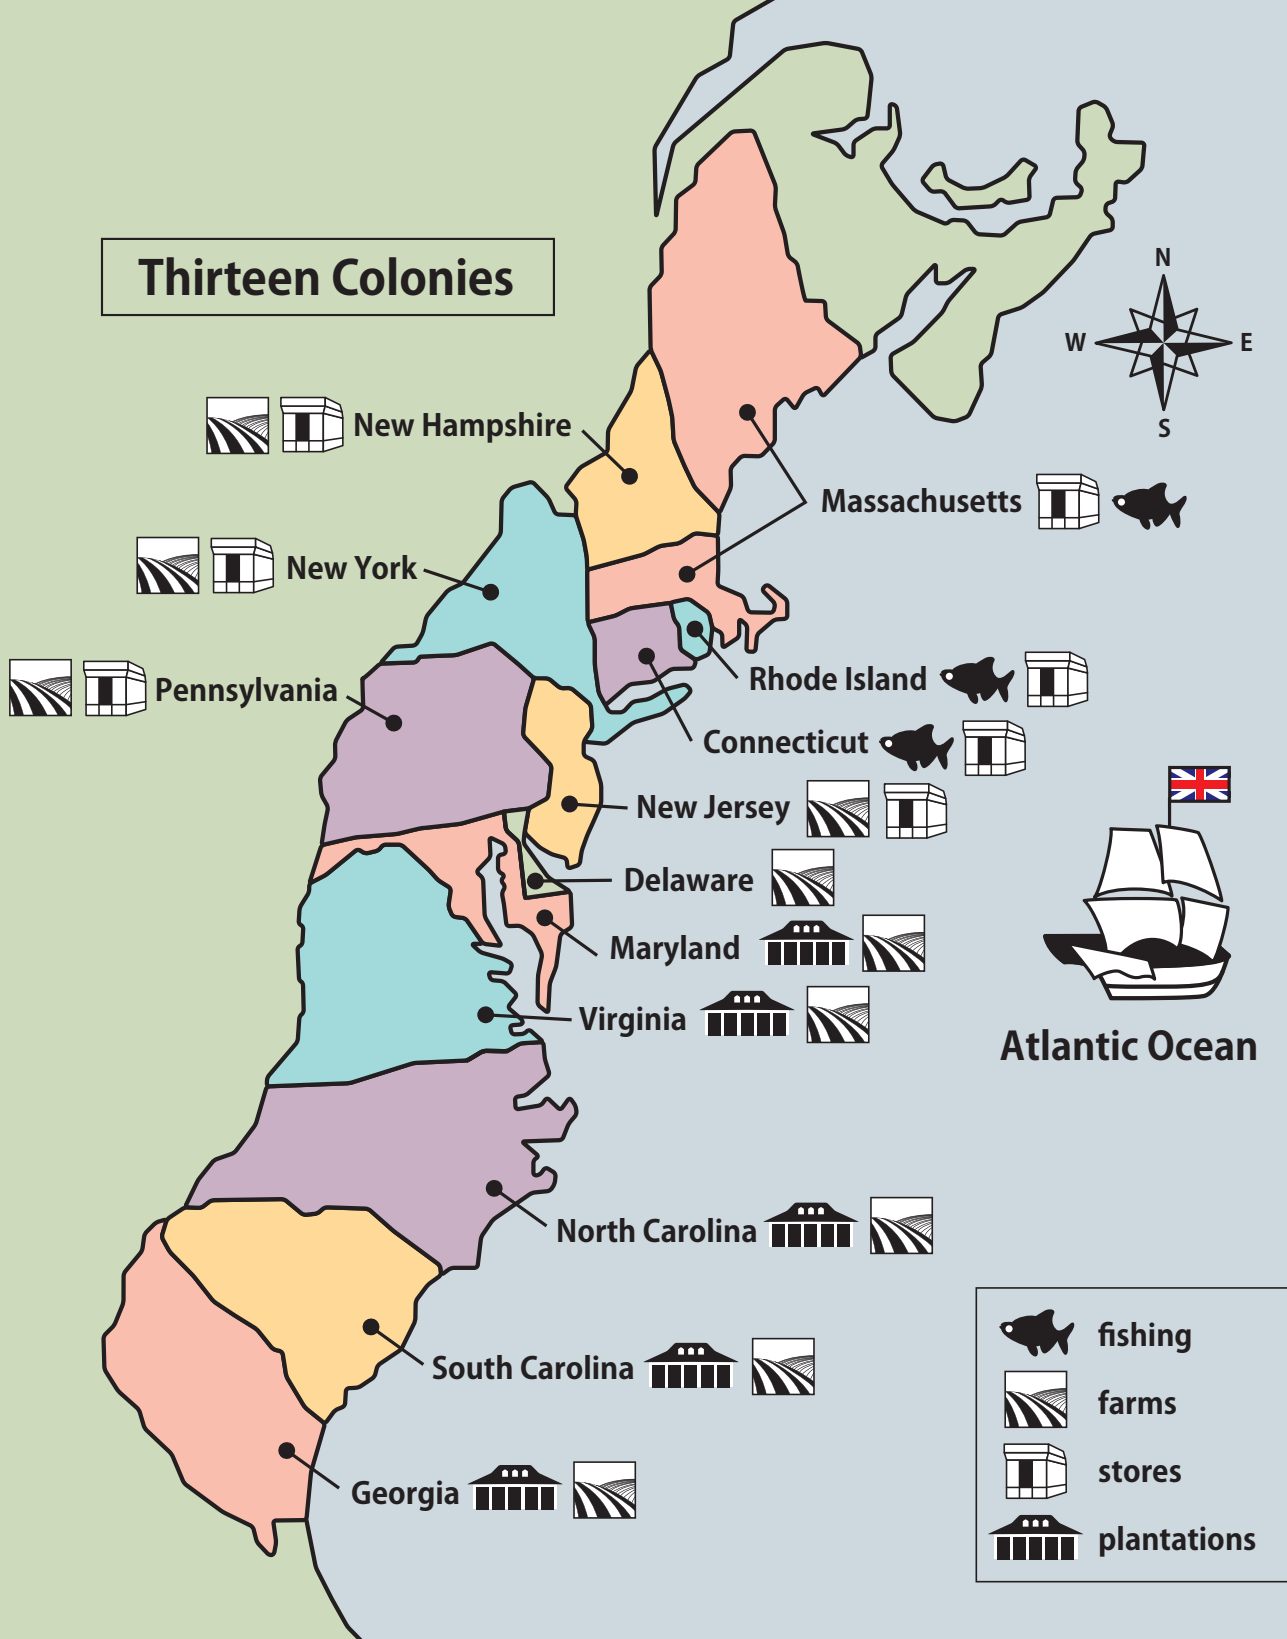 N
Thirteen Colonies
W
E
New Hampshire
S
Massachusetts
New York
Rhode Island
Pennsylvania
Connecticut
New Jersey
Delaware
Maryland
Virginia
Atlantic Ocean
North Carolina
South Carolina
Georgia
fishing
farms
stores
plantations